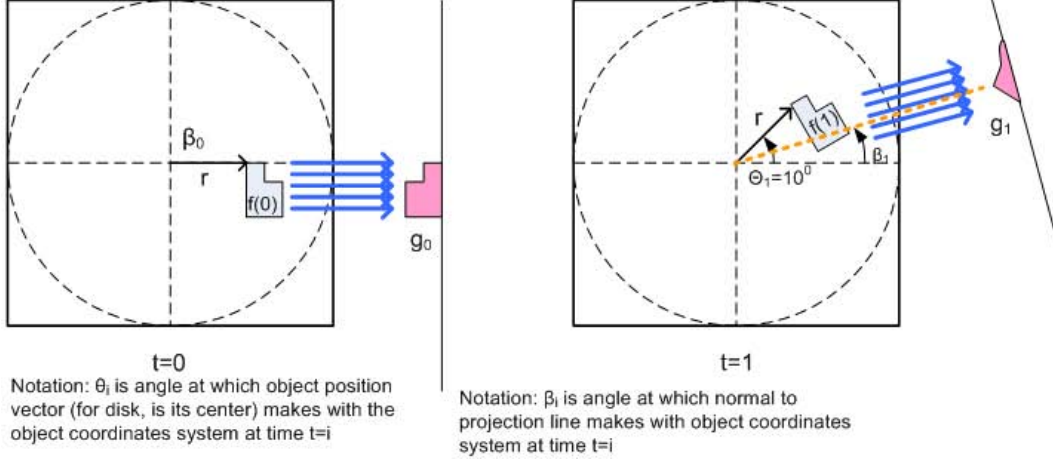 β₀
r
f(0)
g₀
t=0
Notation: θᵢ is angle at which object position
vector (for disk, is its center) makes with the
object coordinates system at time t=i
r
f(1)
Θ₁=10⁰
β₁
g₁
t=1
Notation: βᵢ is angle at which normal to
projection line makes with object coordinates
system at time t=i